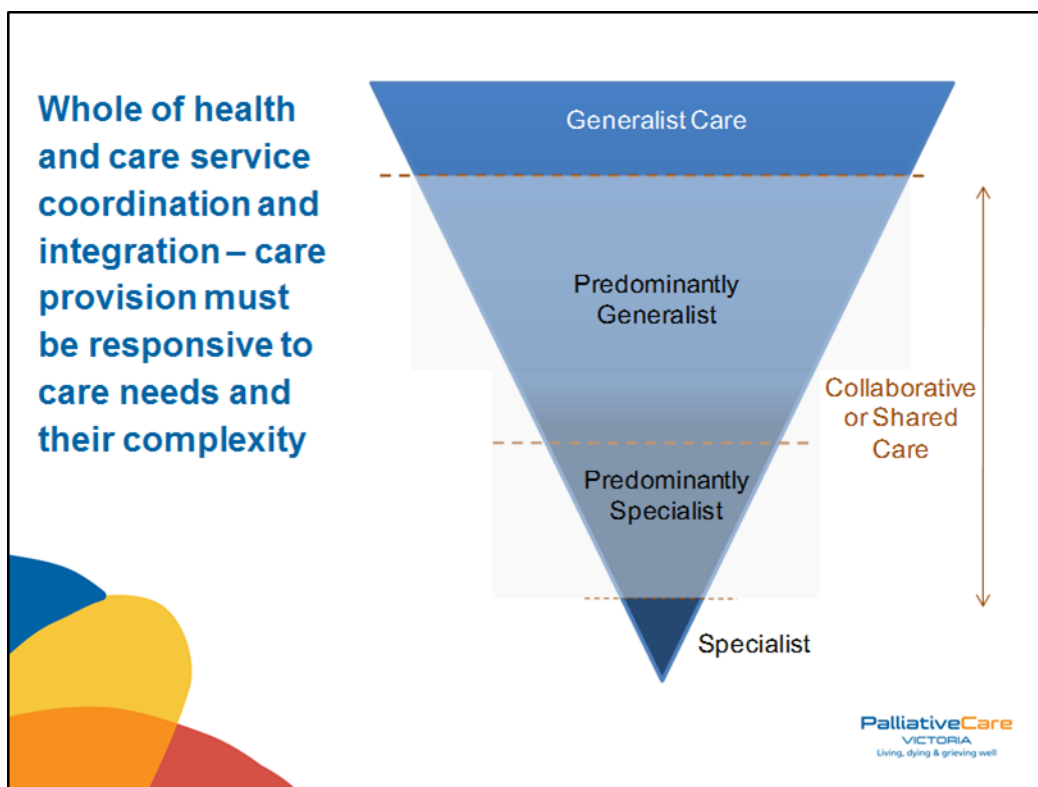 Whole of health
and care service
coordination and
integration – care
provision must
be responsive to
care needs and
their complexity
Generalist Care
Predominantly
Generalist
Collaborative
or Shared
Care
Predominantly
Specialist
Specialist
PalliativeCare
VICTORIA
Living, dying & grieving well